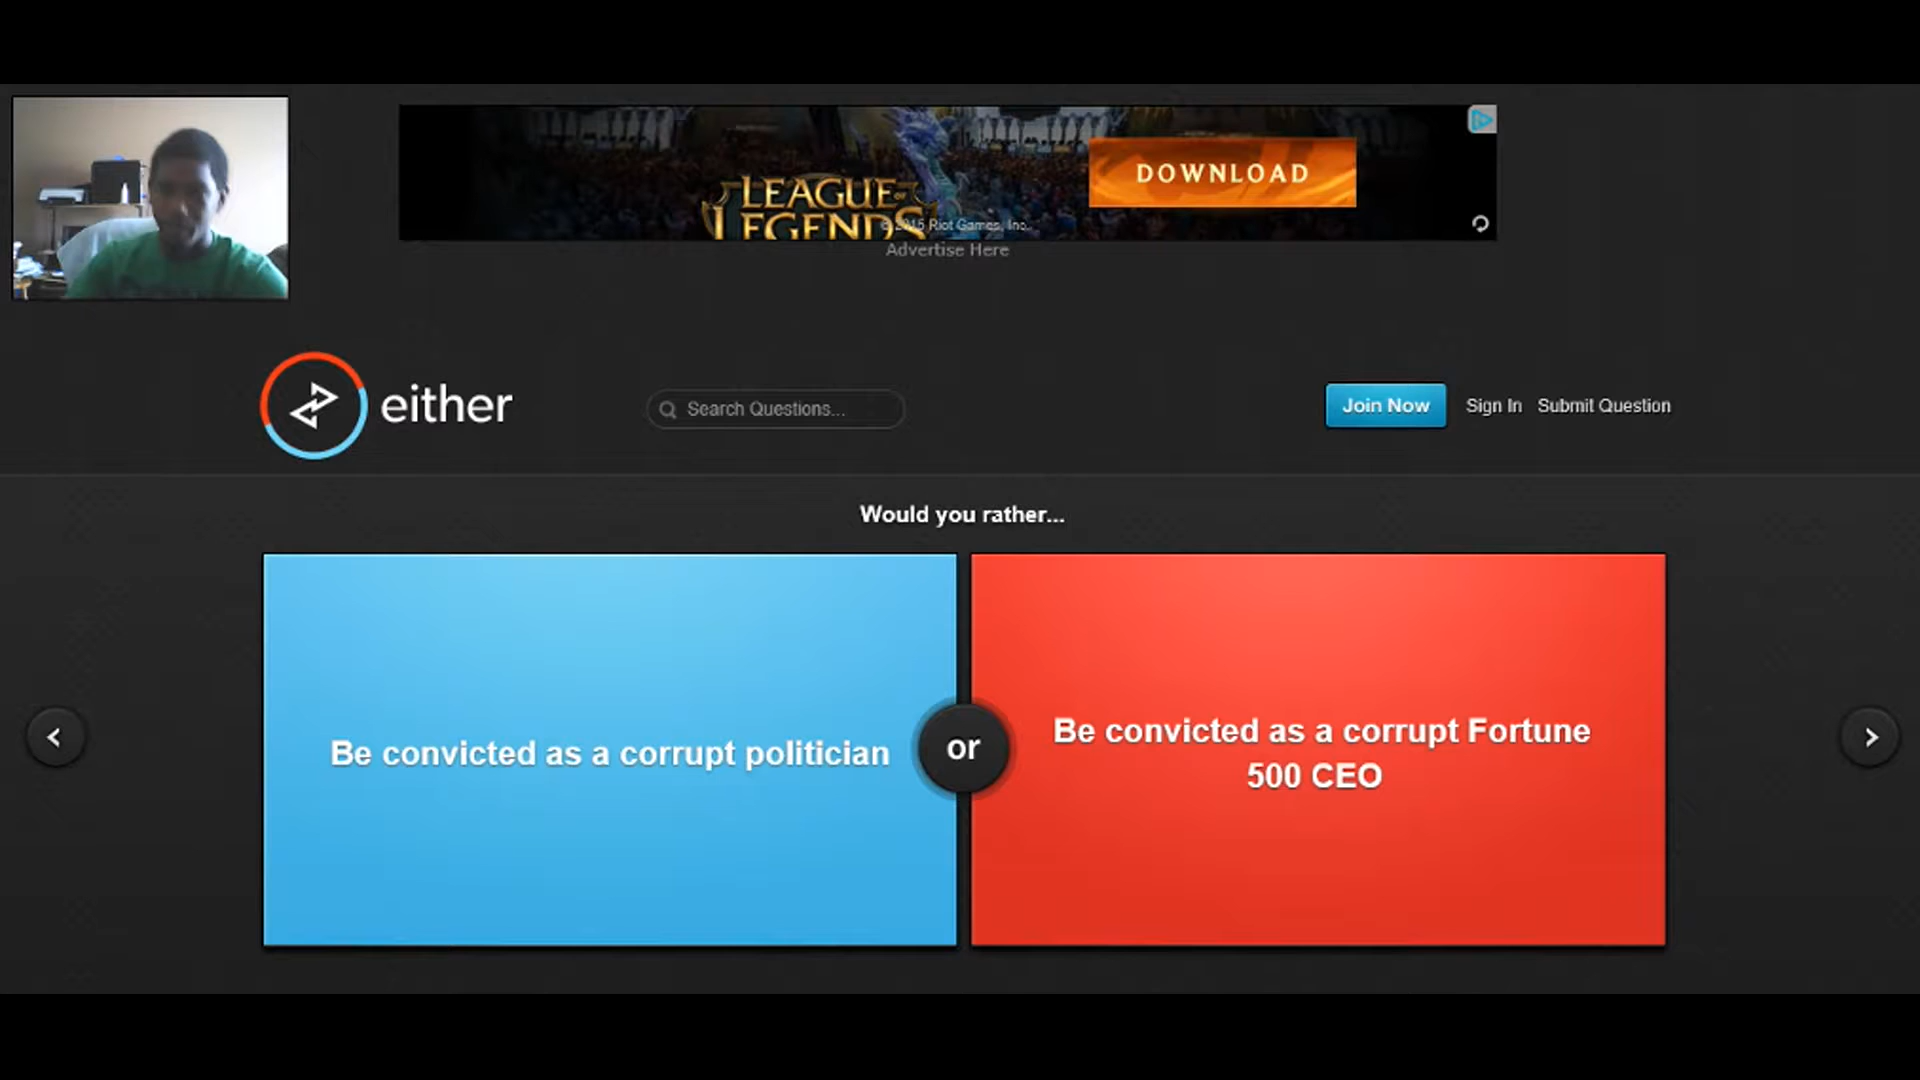 LEAGUE OF
LEGENDS
DOWNLOAD
© 2015 Riot Games, Inc.
Advertise Here
either
Search Questions...
Join Now
Sign In
Submit Question
Would you rather...
Be convicted as a corrupt politician
or
Be convicted as a corrupt Fortune
500 CEO